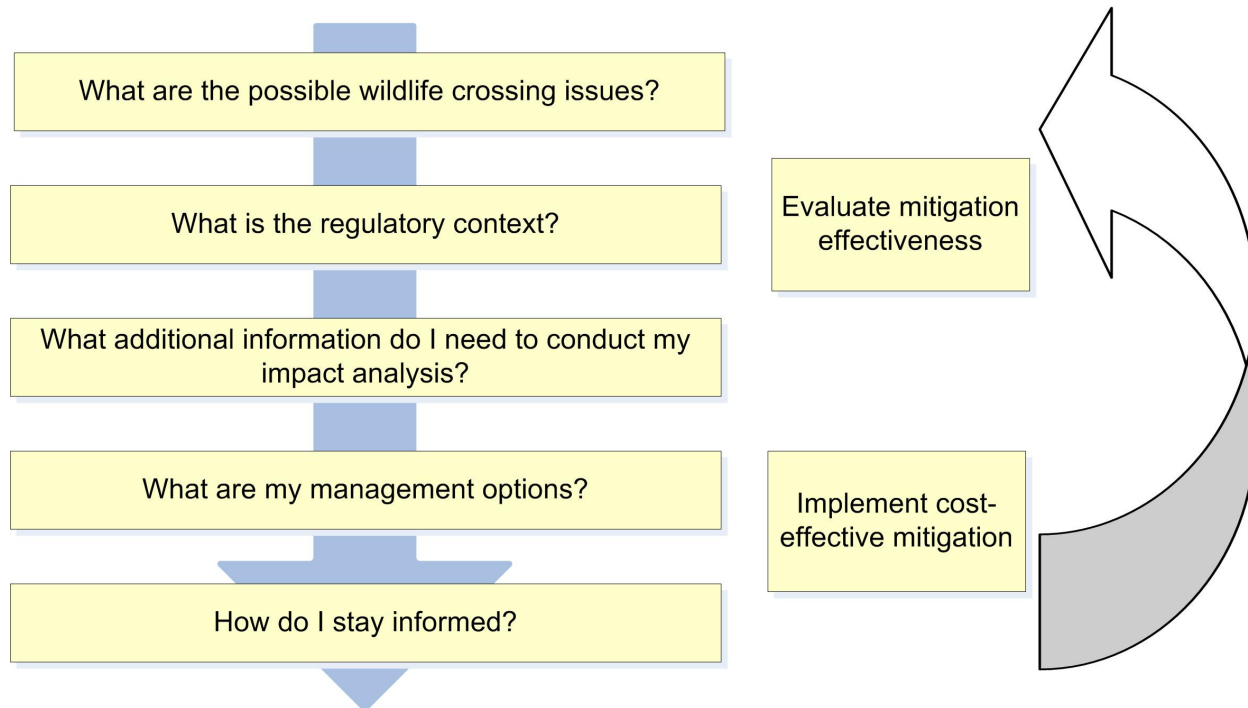 What are the possible wildlife crossing issues?
What is the regulatory context?
What additional information do I need to conduct my
impact analysis?
What are my management options?
How do I stay informed?
Evaluate mitigation
effectiveness
Implement cost-
effective mitigation